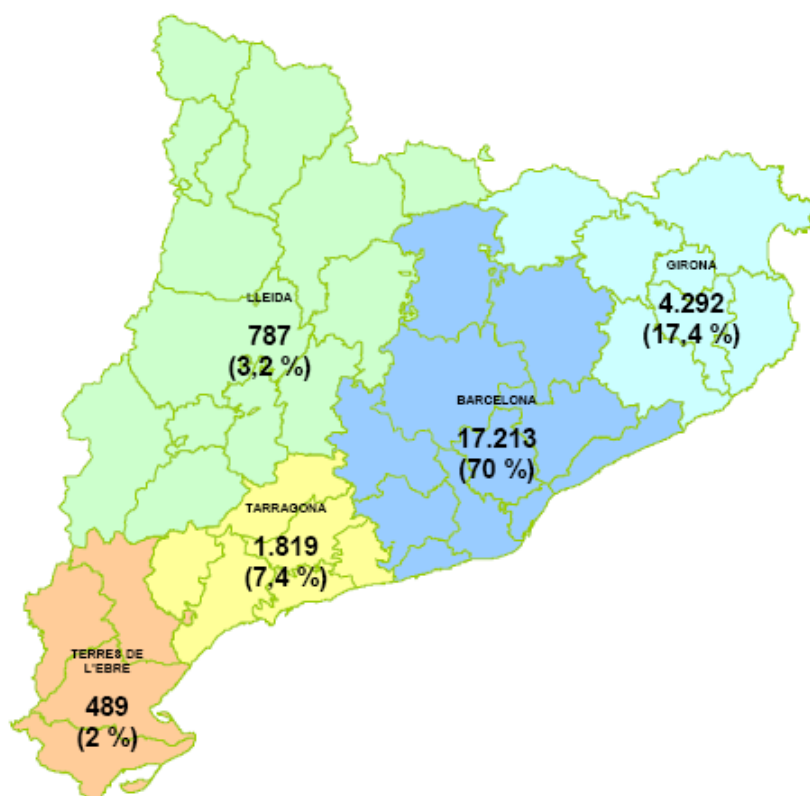 GIRONA
4.292
(17,4 %)
LLEIDA
787
(3,2 %)
BARCELONA
17.213
(70 %)
TARRAGONA
1.819
(7,4 %)
TERRES DE
L'EBRE
489
(2 %)